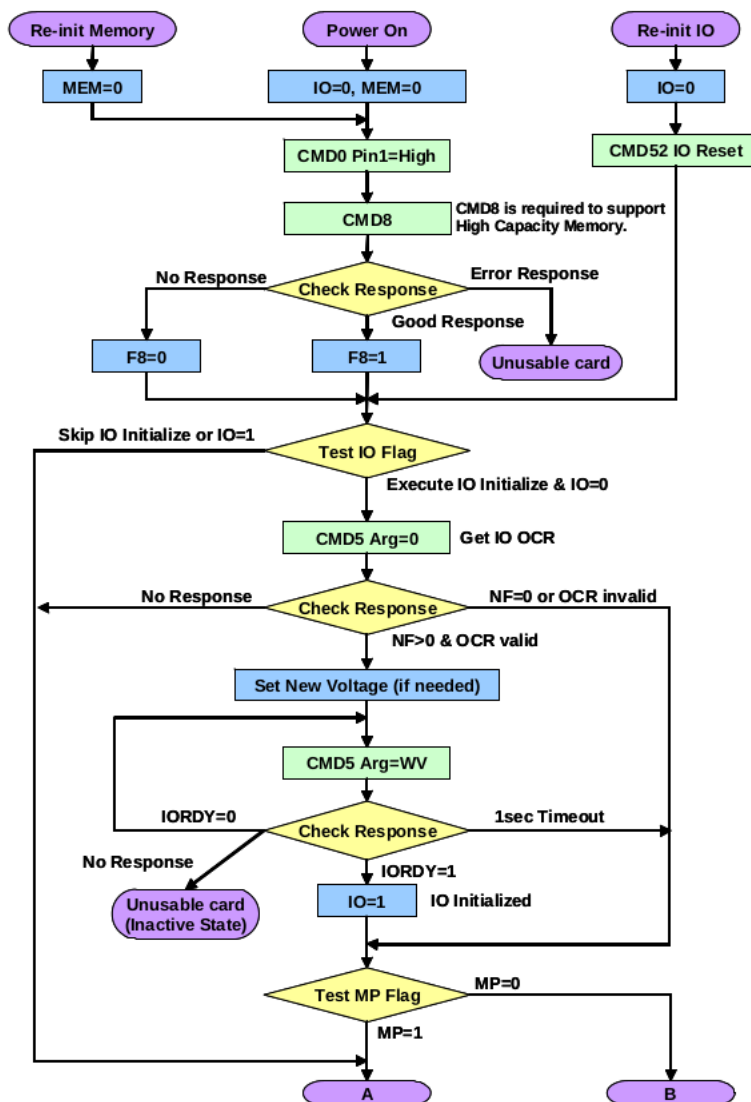 Re-init Memory
Power On
Re-init IO
MEM=0
IO=0, MEM=0
IO=0
CMD0 Pin1=High
CMD52 IO Reset
CMD8
CMD8 is required to support
High Capacity Memory.
No Response
Error Response
Check Response
Good Response
F8=0
F8=1
Unusable card
Skip IO Initialize or IO=1
Test IO Flag
Execute IO Initialize & IO=0
CMD5 Arg=0
Get IO OCR
No Response
NF=0 or OCR invalid
Check Response
NF>0 & OCR valid
Set New Voltage (if needed)
CMD5 Arg=WV
IORDY=0
1sec Timeout
Check Response
No Response
IORDY=1
Unusable card
(Inactive State)
IO=1
IO Initialized
Test MP Flag
MP=0
MP=1
A
B